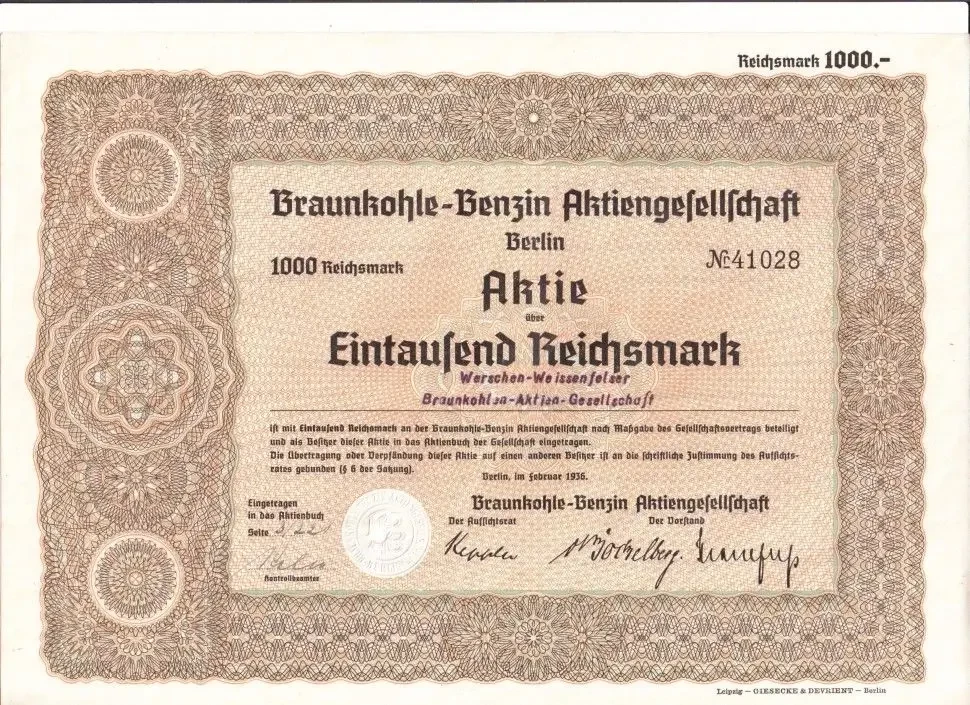 Reichsmark 1000.-
Braunkohle-Benzin Aktiengesellschaft
Berlin
1000 Reichsmark
№ 41028
Aktie
über
Eintausend Reichsmark
Werschen-Weissenfelser
Braunkohlen-Aktien-Gesellschaft
ist mit Eintausend Reichsmark an der Braunkohle-Benzin Aktiengesellschaft nach Maßgabe des Gesellschaftsvertrags beteiligt
und als Besitzer dieser Aktie in das Aktienbuch der Gesellschaft eingetragen.
Die Übertragung oder Verpfändung dieser Aktie auf einen anderen Besitzer ist an die schriftliche Zustimmung des Aufsichts-
rates gebunden (§ 6 der Satzung).
Berlin, im Februar 1936.
Eingetragen
in das Aktienbuch
Seite
Kontrollbeamter
Braunkohle-Benzin Aktiengesellschaft
Der Aufsichtsrat
Der Vorstand
Keppler
Leipzig — GIESECKE & DEVRIENT — Berlin